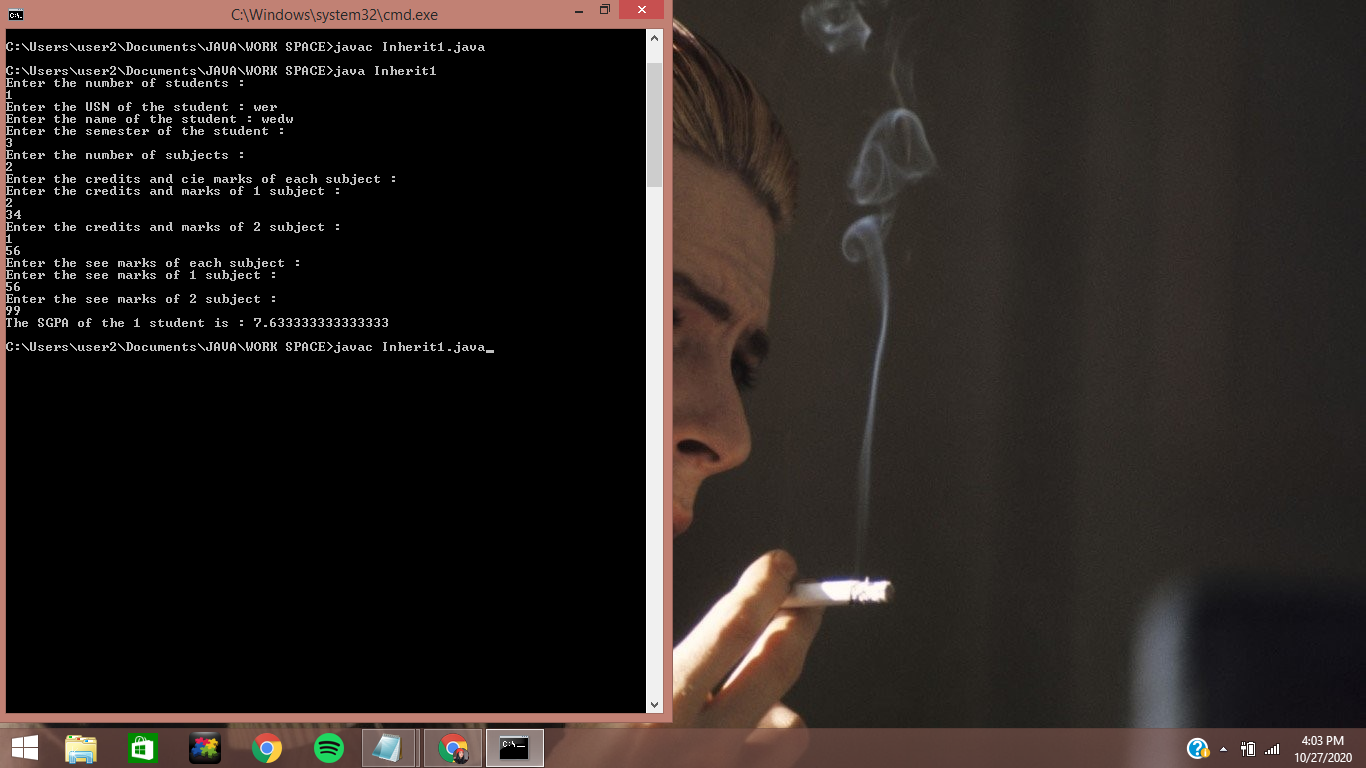 C:\Windows\system32\cmd.exe
C:\Users\user2\Documents\JAVA\WORK SPACE>javac Inherit1.java
C:\Users\user2\Documents\JAVA\WORK SPACE>java Inherit1
Enter the number of students :
1
Enter the USN of the student : wer
Enter the name of the student : wedw
Enter the semester of the student :
3
Enter the number of subjects :
2
Enter the credits and cie marks of each subject :
Enter the credits and marks of 1 subject :
2
34
Enter the credits and marks of 2 subject :
1
56
Enter the see marks of each subject :
Enter the see marks of 1 subject :
56
Enter the see marks of 2 subject :
99
The SGPA of the 1 student is : 7.633333333333333
C:\Users\user2\Documents\JAVA\WORK SPACE>javac Inherit1.java_
4:03 PM
10/27/2020